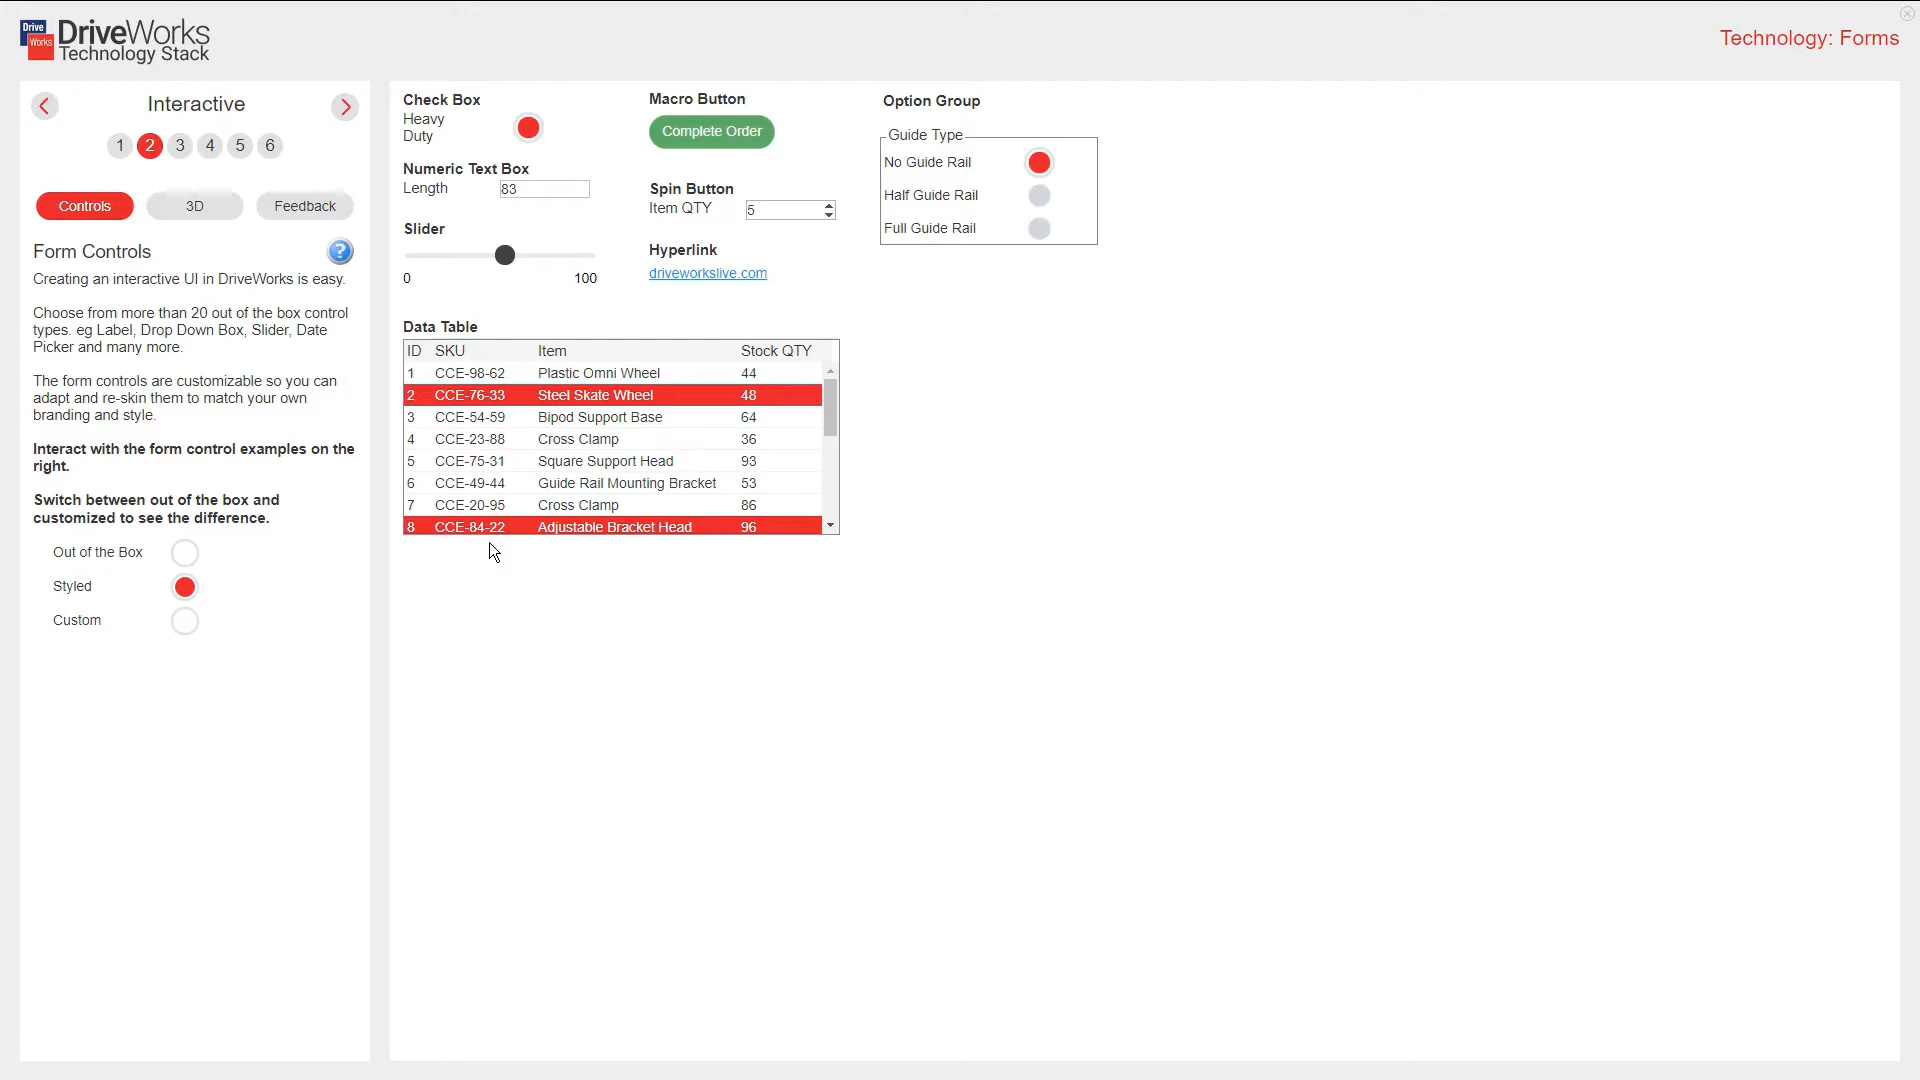 Drive
Works
DriveWorks
Technology Stack
Technology: Forms
Interactive
1 2 3 4 5 6
Controls 3D Feedback
Form Controls
?
Creating an interactive UI in DriveWorks is easy.
Choose from more than 20 out of the box control
types. eg Label, Drop Down Box, Slider, Date
Picker and many more.
The form controls are customizable so you can
adapt and re-skin them to match your own
branding and style.
Interact with the form control examples on the
right.
Switch between out of the box and
customized to see the difference.
Out of the Box
Styled
Custom
Check Box
Heavy
Duty
Numeric Text Box
Length 83
Slider
0 100
Macro Button
Complete Order
Spin Button
Item QTY 5
Hyperlink
driveworkslive.com
Option Group
Guide Type
No Guide Rail
Half Guide Rail
Full Guide Rail
Data Table
ID SKU Item Stock QTY
1 CCE-98-62 Plastic Omni Wheel 44
2 CCE-76-33 Steel Skate Wheel 48
3 CCE-54-59 Bipod Support Base 64
4 CCE-23-88 Cross Clamp 36
5 CCE-75-31 Square Support Head 93
6 CCE-49-44 Guide Rail Mounting Bracket 53
7 CCE-20-95 Cross Clamp 86
8 CCE-84-22 Adjustable Bracket Head 96